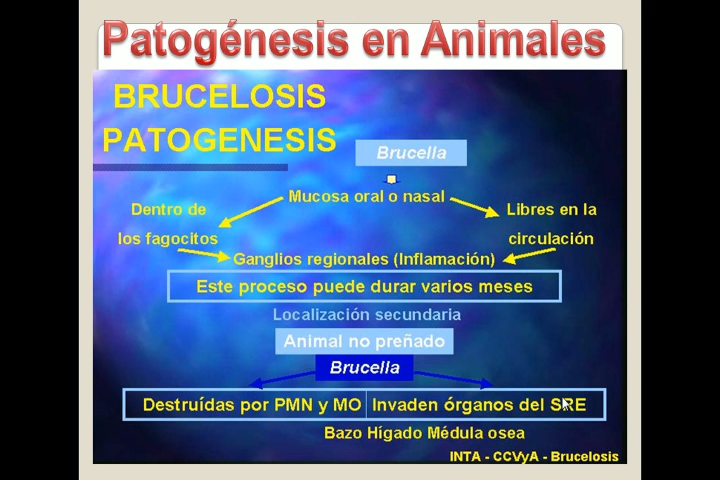 Patogénesis en Animales
BRUCELOSIS
PATOGENESIS
Brucella
Mucosa oral o nasal
Dentro de
los fagocitos
Libres en la
circulación
Ganglios regionales (Inflamación)
Este proceso puede durar varios meses
Localización secundaria
Animal no preñado
Brucella
Destruídas por PMN y MO
Invaden órganos del SRE
Bazo Hígado Médula osea
INTA - CCVyA - Brucelosis